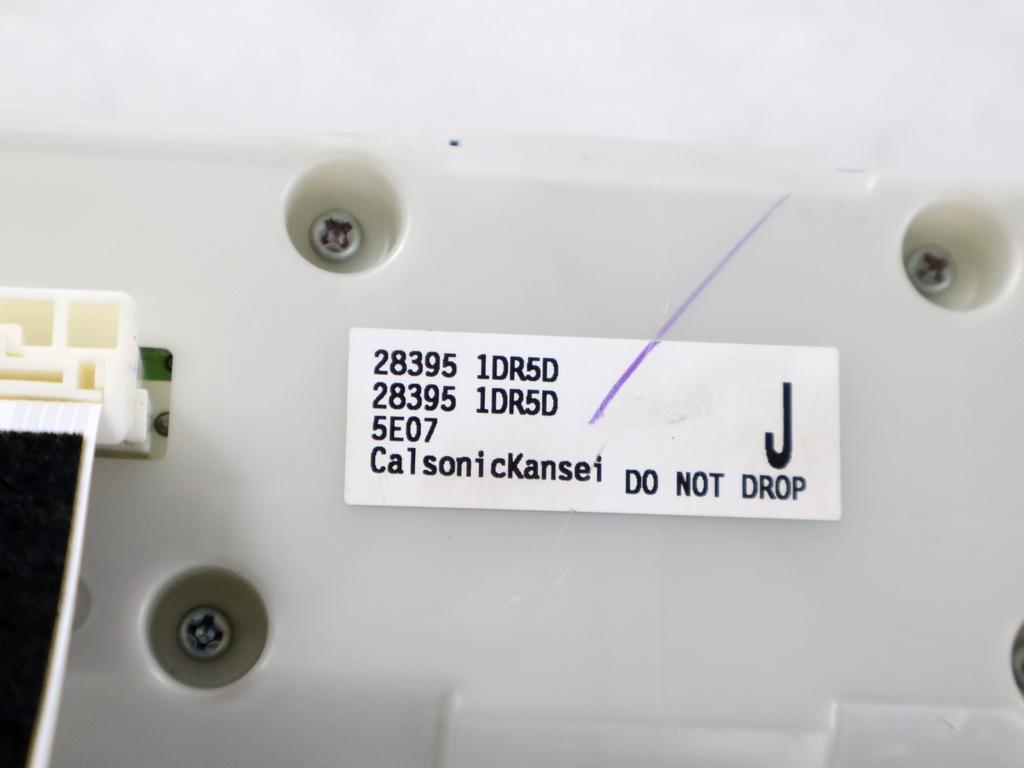 28395 1DR5D
28395 1DR5D
5E07
CalsonicKansei
DO NOT DROP
J